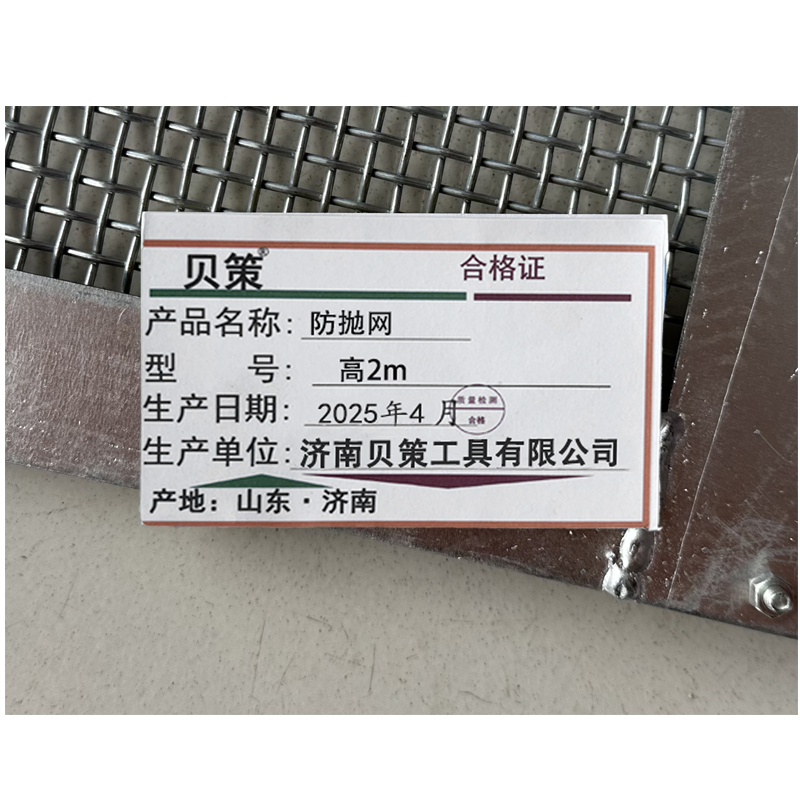 贝策® 合格证
产品名称：防抛网
型 号：高2m
生产日期：2025年4月
质量检测
合格
生产单位：济南贝策工具有限公司
产地：山东·济南